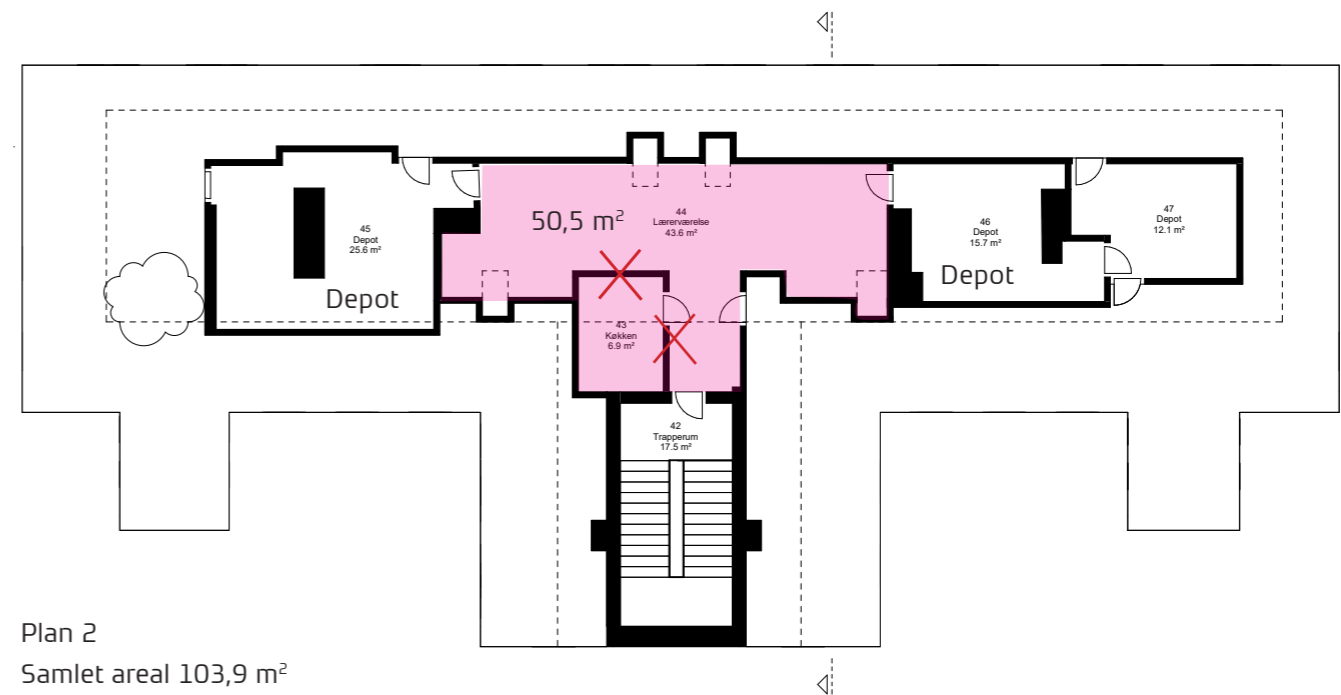 50,5 m²
44
Lærerværelse
43.6 m²
45
Depot
25.6 m²
Depot
46
Depot
15.7 m²
Depot
47
Depot
12.1 m²
43
Køkken
6.9 m²
42
Trapperum
17.5 m²
Plan 2
Samlet areal 103,9 m²